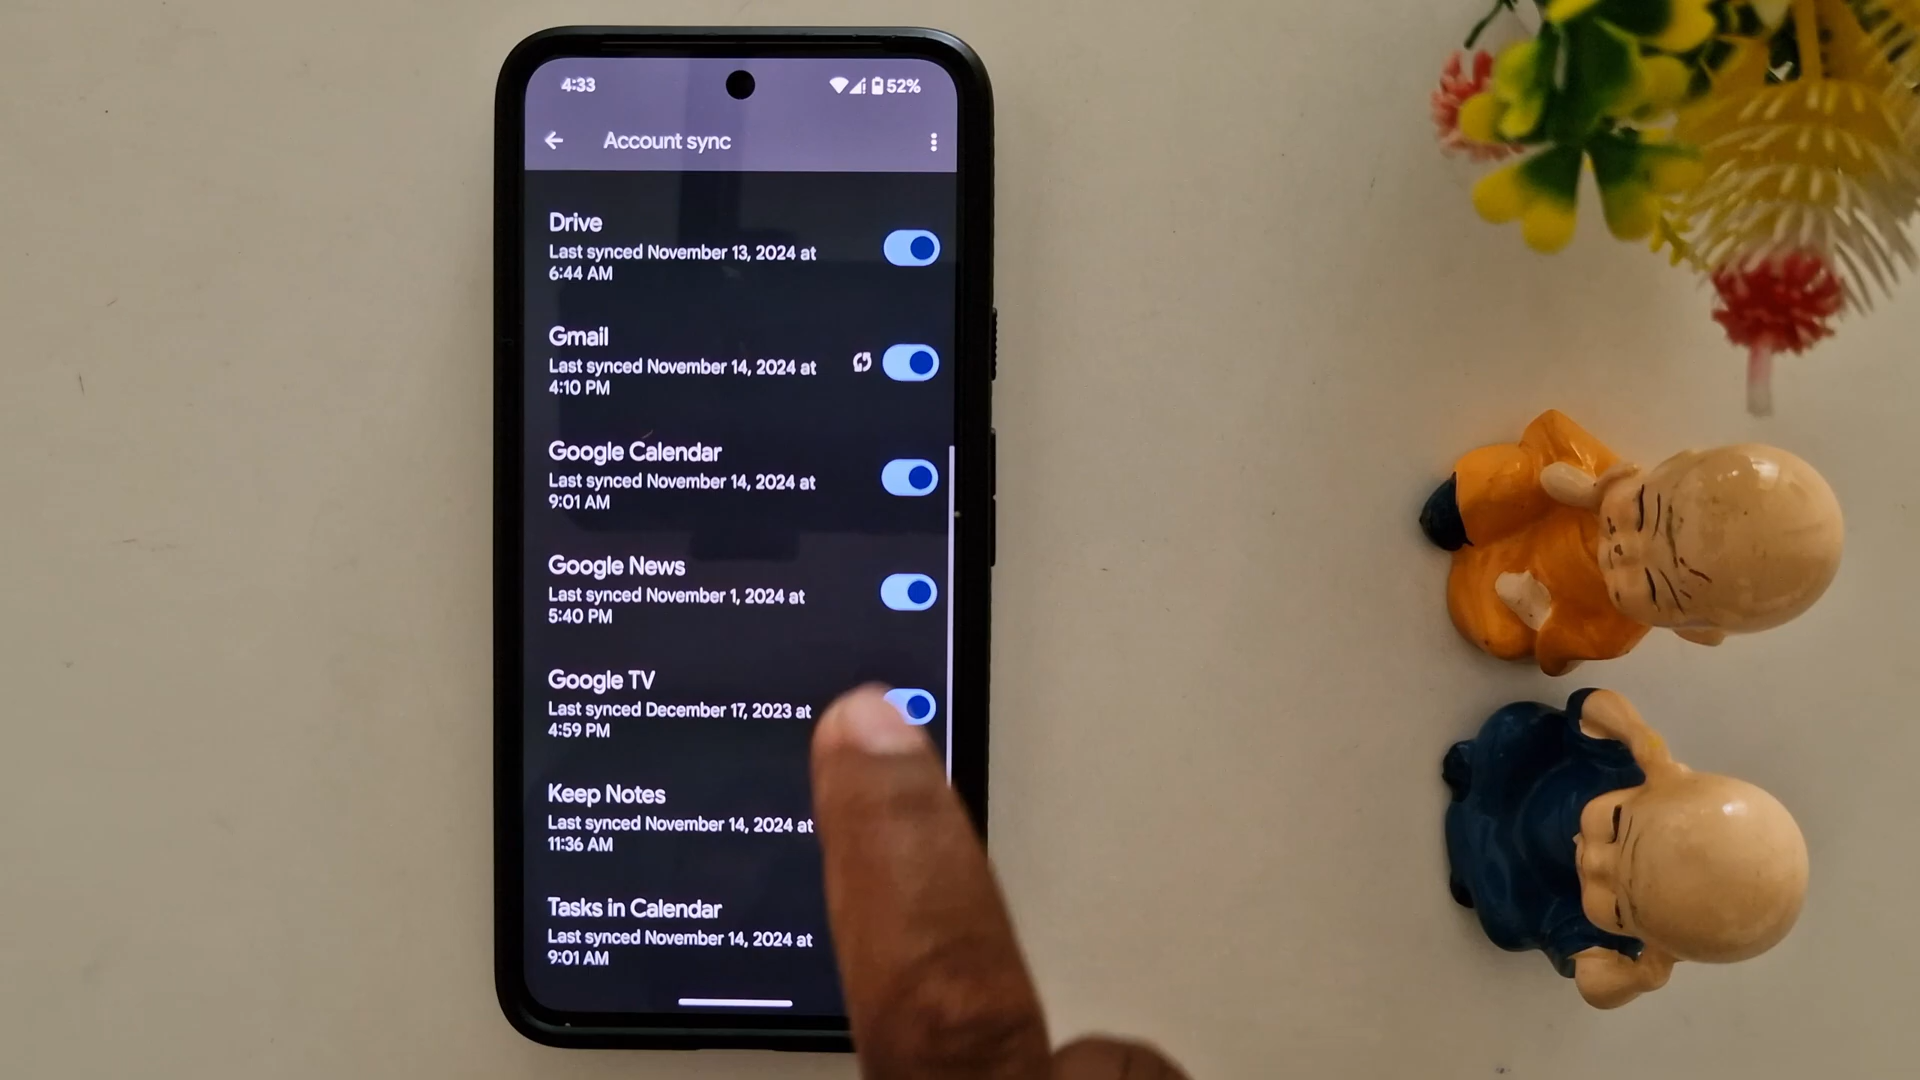 4:33
52%
Account sync
Drive
Last synced November 13, 2024 at
6:44 AM
Gmail
Last synced November 14, 2024 at
4:10 PM
Google Calendar
Last synced November 14, 2024 at
9:01 AM
Google News
Last synced November 1, 2024 at
5:40 PM
Google TV
Last synced December 17, 2023 at
4:59 PM
Keep Notes
Last synced November 14, 2024 at
11:36 AM
Tasks in Calendar
Last synced November 14, 2024 at
9:01 AM